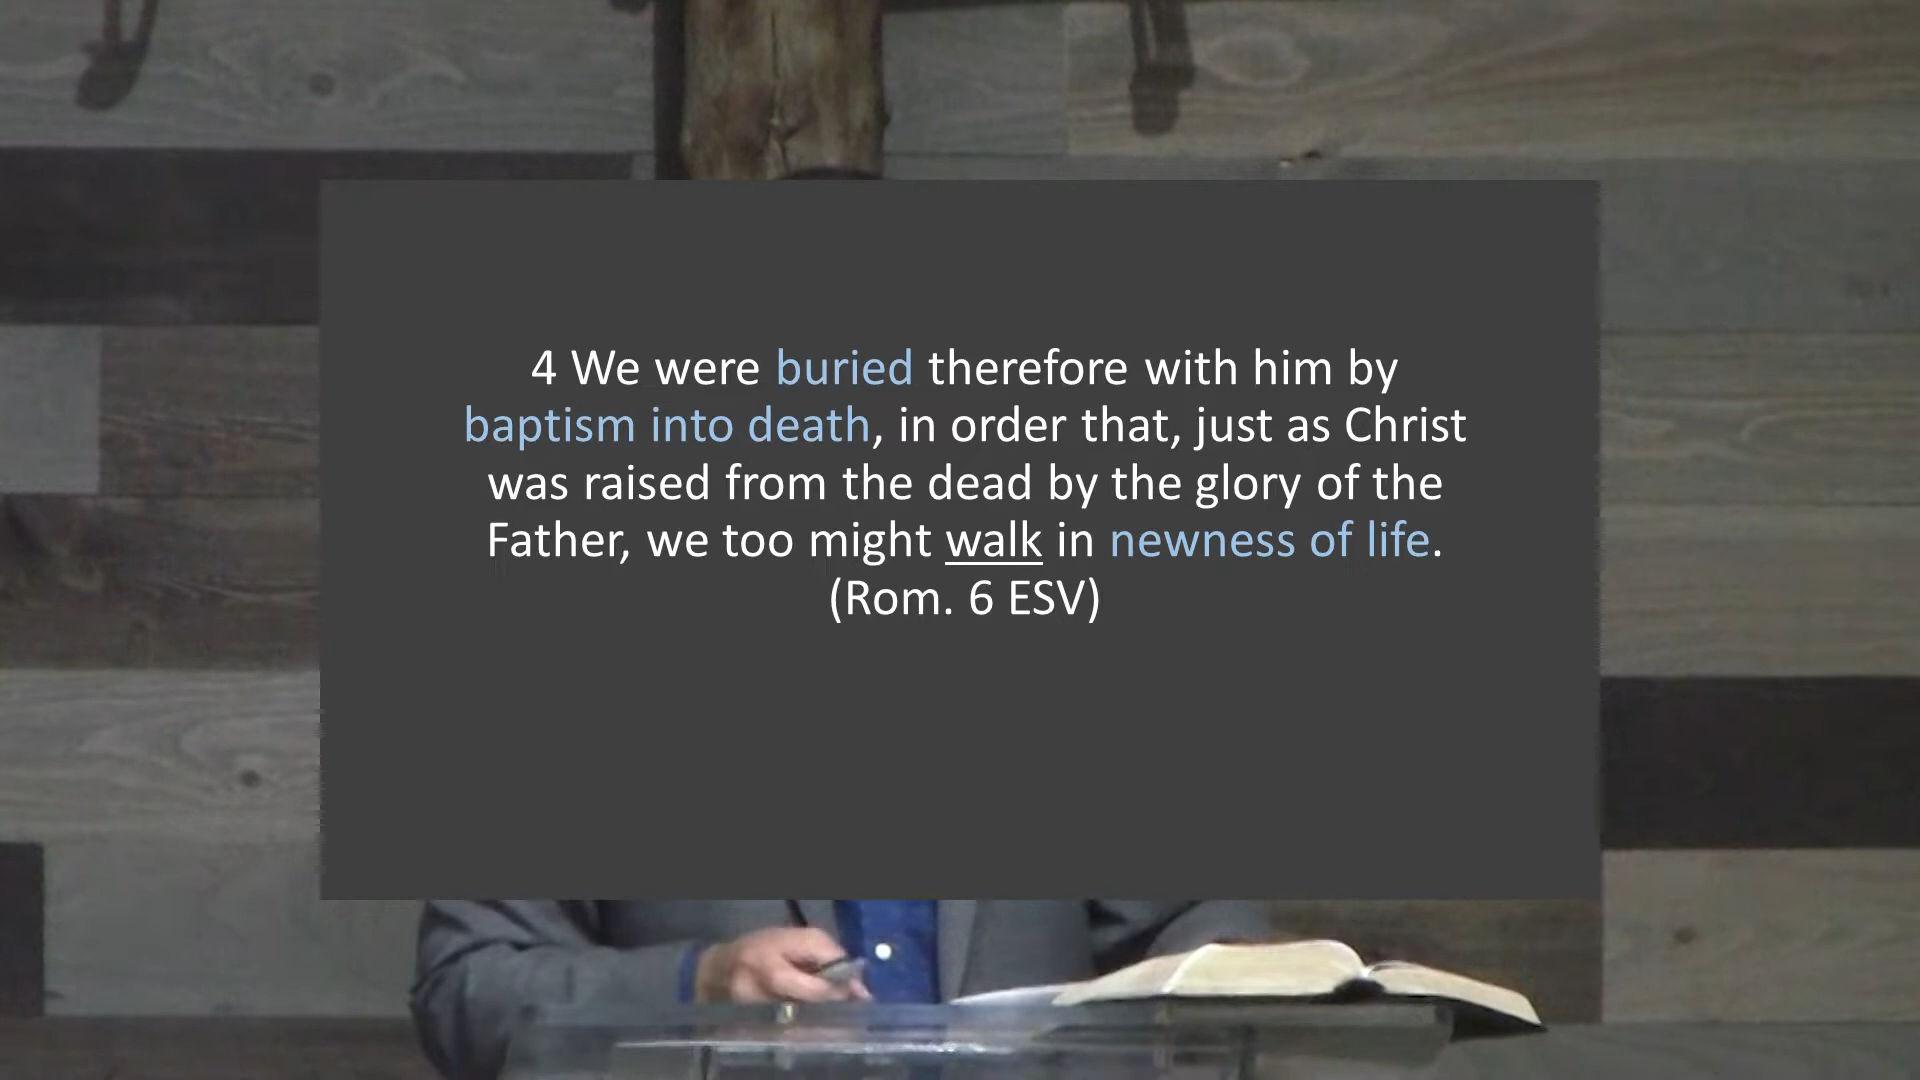 4 We were buried therefore with him by
baptism into death, in order that, just as Christ
was raised from the dead by the glory of the
Father, we too might walk in newness of life.
(Rom. 6 ESV)